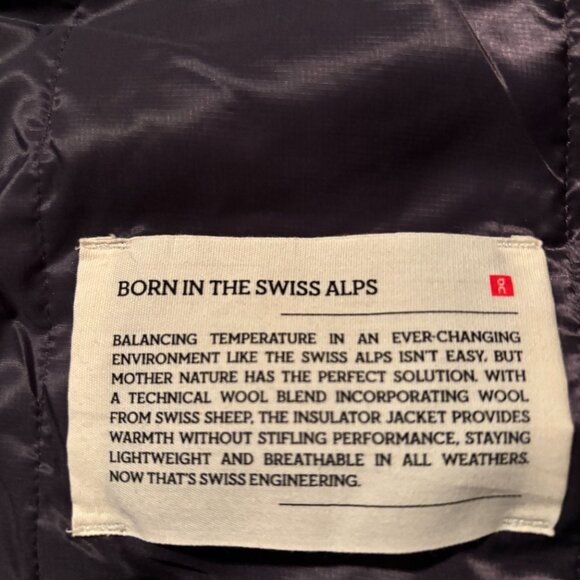 BORN IN THE SWISS ALPS
BALANCING TEMPERATURE IN AN EVER-CHANGING
ENVIRONMENT LIKE THE SWISS ALPS ISN'T EASY, BUT
MOTHER NATURE HAS THE PERFECT SOLUTION. WITH
A TECHNICAL WOOL BLEND INCORPORATING WOOL
FROM SWISS SHEEP, THE INSULATOR JACKET PROVIDES
WARMTH WITHOUT STIFLING PERFORMANCE, STAYING
LIGHTWEIGHT AND BREATHABLE IN ALL WEATHERS.
NOW THAT'S SWISS ENGINEERING.